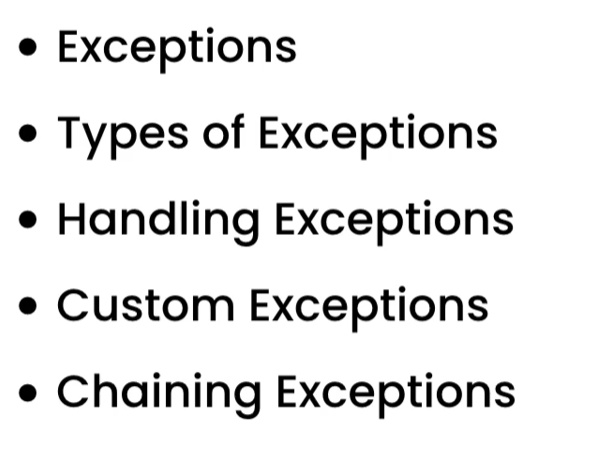 • Exceptions
• Types of Exceptions
• Handling Exceptions
• Custom Exceptions
• Chaining Exceptions